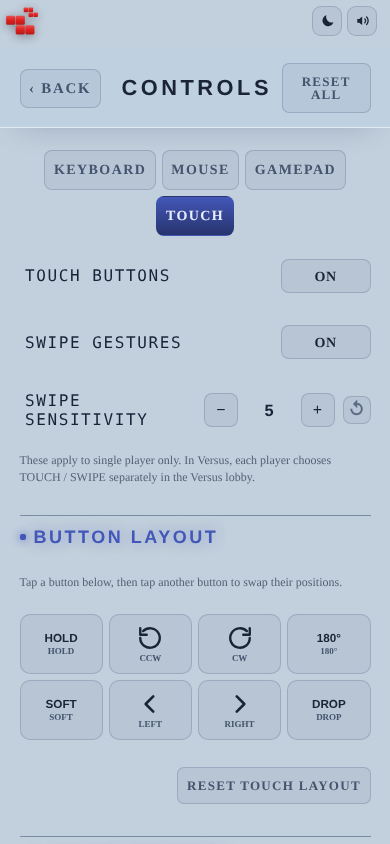 ‹ BACK
CONTROLS
RESET
ALL
KEYBOARD
MOUSE
GAMEPAD
TOUCH
TOUCH BUTTONS
ON
SWIPE GESTURES
ON
SWIPE
SENSITIVITY
−
5
+
These apply to single player only. In Versus, each player chooses
TOUCH / SWIPE separately in the Versus lobby.
BUTTON LAYOUT
Tap a button below, then tap another button to swap their positions.
HOLD
HOLD
CCW
CW
180°
180°
SOFT
SOFT
LEFT
RIGHT
DROP
DROP
RESET TOUCH LAYOUT